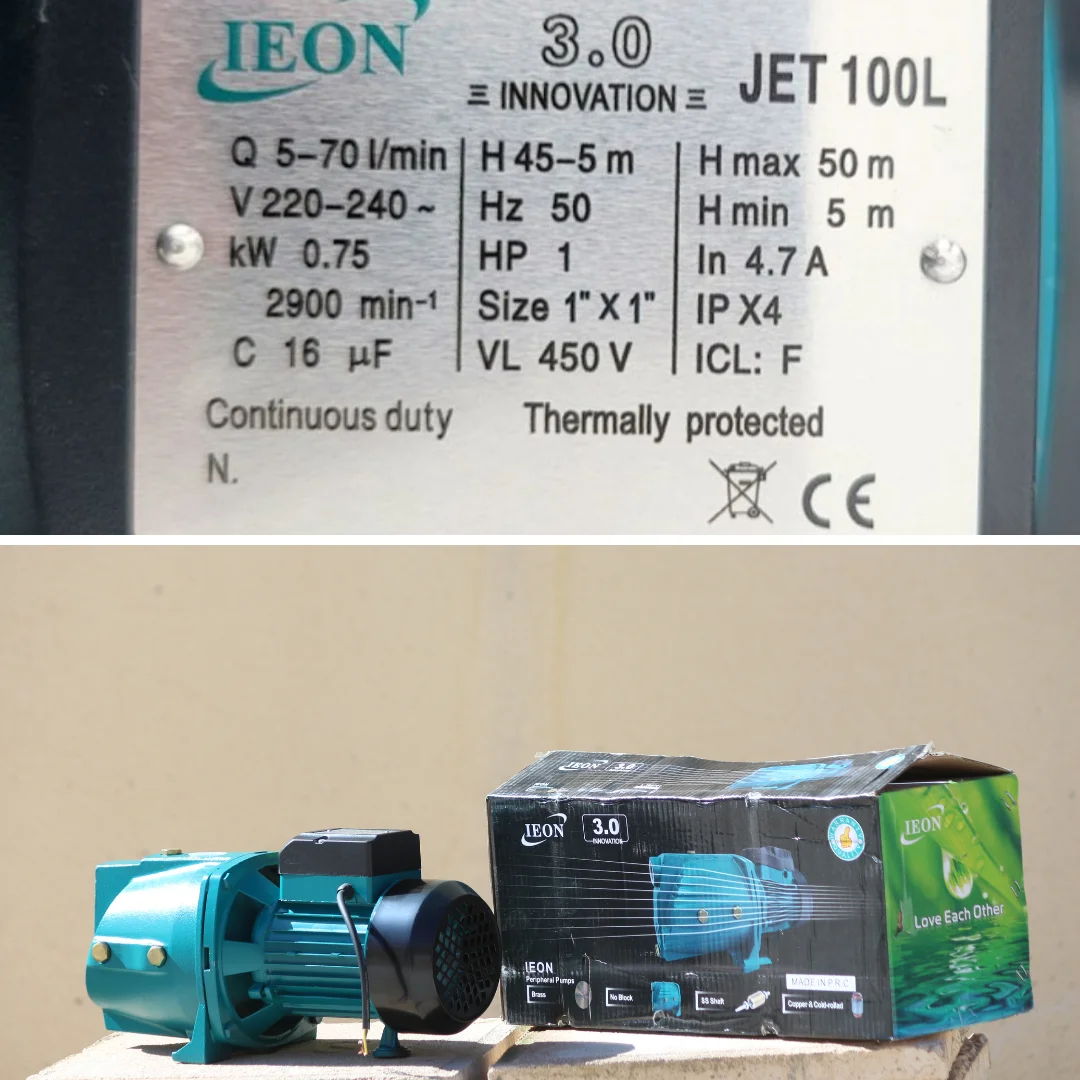 IEON
3.0
INNOVATION
JET 100L
Q 5–70 l/min
H 45–5 m
H max 50 m
V 220–240 ~
Hz 50
H min 5 m
kW 0.75
HP 1
In 4.7 A
2900 min⁻¹
Size 1" X 1"
IP X4
C 16 µF
VL 450 V
ICL: F
Continuous duty
Thermally protected
N.
CE
IEON 3.0
IEON
3.0
INNOVATION
IEON
Love Each Other
IEON
Peripheral Pumps
MADE IN P.R.C
Brass
No Block
SS Shaft
Copper & Cold-rolled